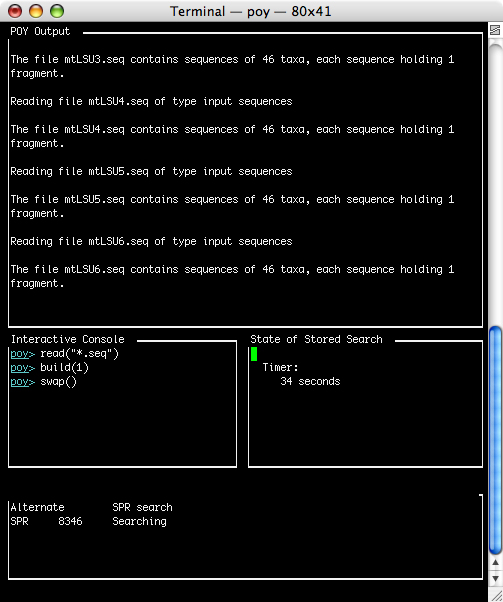 Terminal — poy — 80x41
POY Output
The file mtLSU3.seq contains sequences of 46 taxa, each sequence holding 1
fragment.
Reading file mtLSU4.seq of type input sequences
The file mtLSU4.seq contains sequences of 46 taxa, each sequence holding 1
fragment.
Reading file mtLSU5.seq of type input sequences
The file mtLSU5.seq contains sequences of 46 taxa, each sequence holding 1
fragment.
Reading file mtLSU6.seq of type input sequences
The file mtLSU6.seq contains sequences of 46 taxa, each sequence holding 1
fragment.
Interactive Console
poy> read("*.seq")
poy> build(1)
poy> swap()
State of Stored Search
Timer:
34 seconds
Alternate SPR search
SPR 8346 Searching